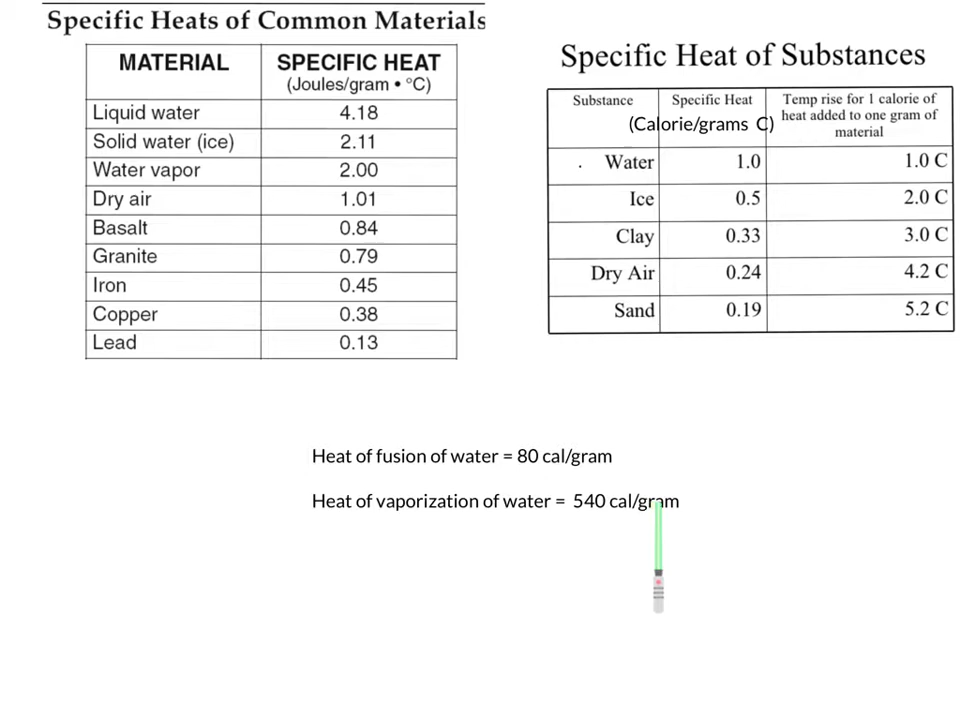 Specific Heats of Common Materials
MATERIAL SPECIFIC HEAT
(Joules/gram • °C)
Liquid water 4.18
Solid water (ice) 2.11
Water vapor 2.00
Dry air 1.01
Basalt 0.84
Granite 0.79
Iron 0.45
Copper 0.38
Lead 0.13
Specific Heat of Substances
Substance Specific Heat Temp rise for 1 calorie of
(Calorie/grams C) heat added to one gram of
material
Water 1.0 1.0 C
Ice 0.5 2.0 C
Clay 0.33 3.0 C
Dry Air 0.24 4.2 C
Sand 0.19 5.2 C
Heat of fusion of water = 80 cal/gram
Heat of vaporization of water = 540 cal/gram